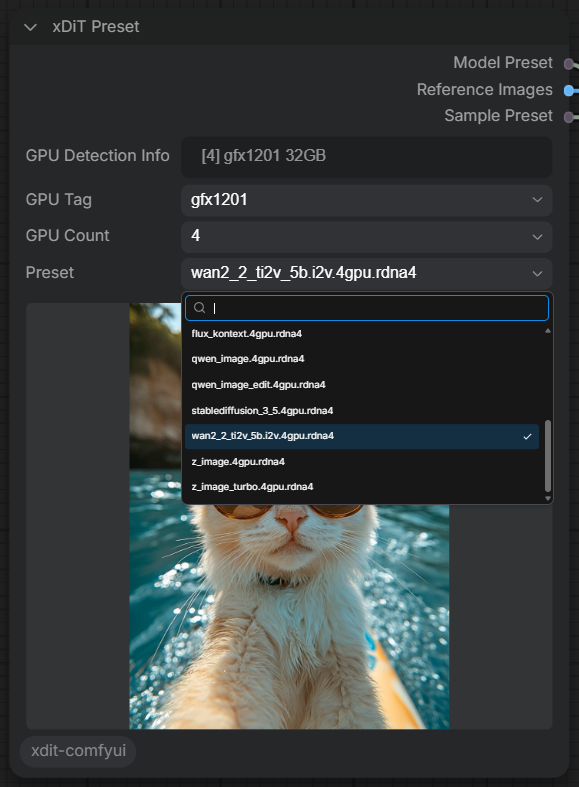 xDiT Preset
Model Preset
Reference Images
Sample Preset
GPU Detection Info [4] gfx1201 32GB
GPU Tag gfx1201
GPU Count 4
Preset wan2_2_ti2v_5b.i2v.4gpu.rdna4
flux_kontext.4gpu.rdna4
qwen_image.4gpu.rdna4
qwen_image_edit.4gpu.rdna4
stablediffusion_3_5.4gpu.rdna4
wan2_2_ti2v_5b.i2v.4gpu.rdna4
z_image.4gpu.rdna4
z_image_turbo.4gpu.rdna4
xdit-comfyui